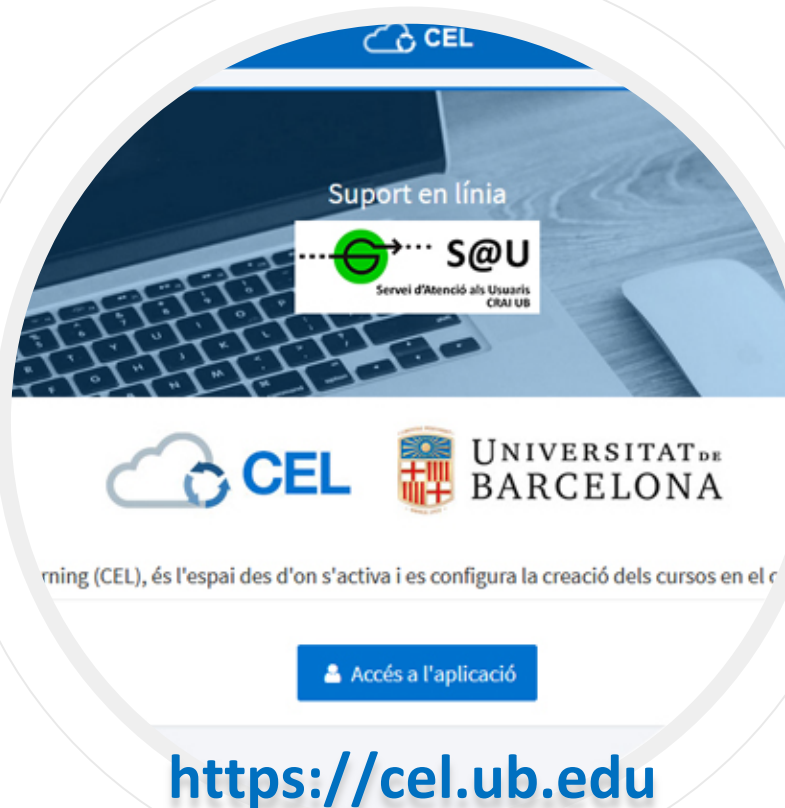 CEL
Suport en línia
S@U
Servei d'Atenció als Usuaris
CRAI UB
CEL
UNIVERSITAT DE
BARCELONA
rning (CEL), és l'espai des d'on s'activa i es configura la creació dels cursos en el c
Accés a l'aplicació
https://cel.ub.edu